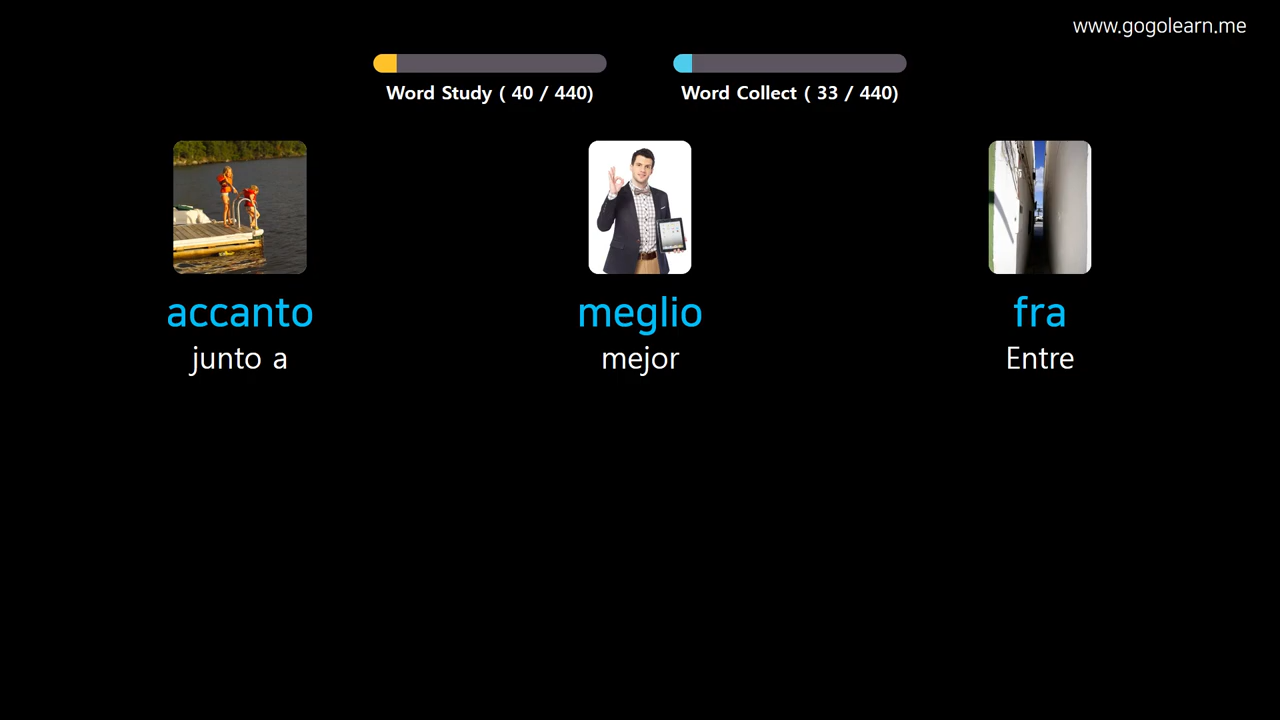 www.gogolearn.me
Word Study ( 40 / 440)
Word Collect ( 33 / 440)
accanto
junto a
meglio
mejor
fra
Entre